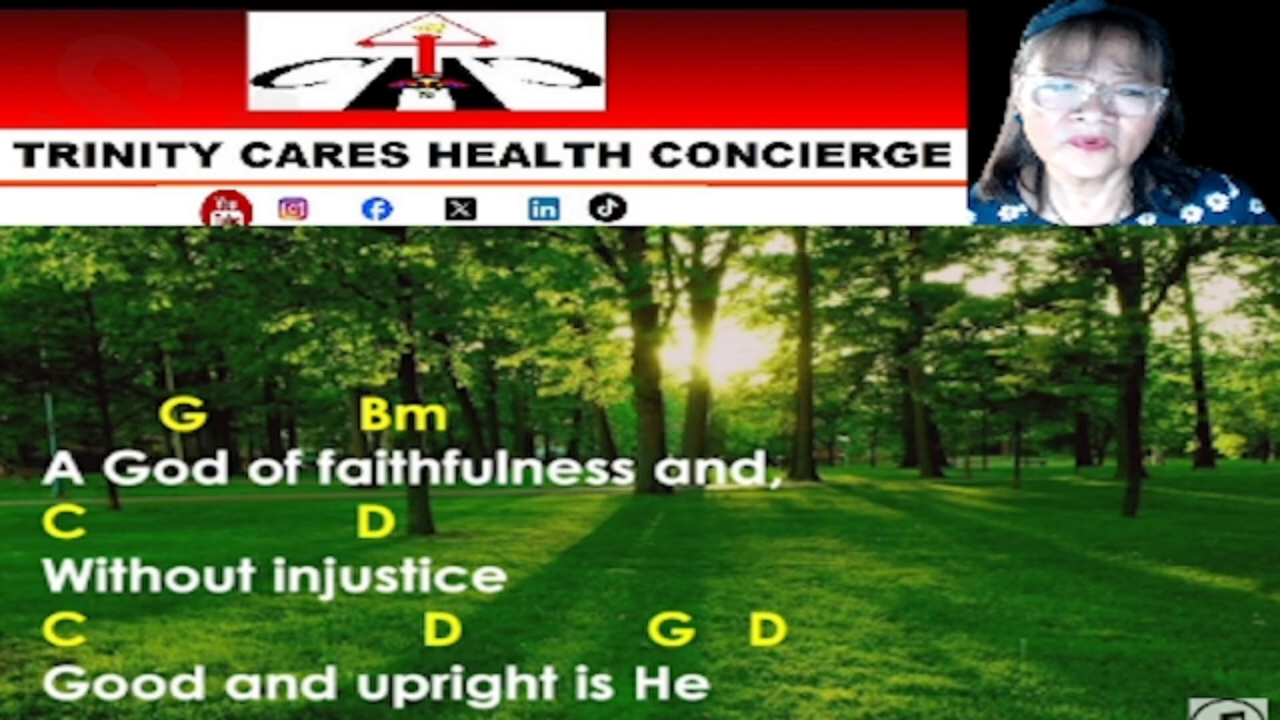 TRINITY CARES HEALTH CONCIERGE
G Bm
A God of faithfulness and,
C D
Without injustice
C D G D
Good and upright is He